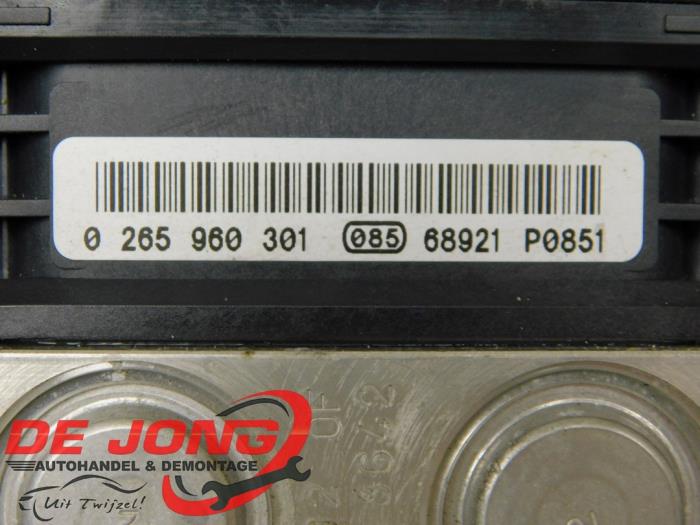 0 265 960 301 085 68921 P0851
DE JONG
AUTOHANDEL & DEMONTAGE
Uit Twijzel!